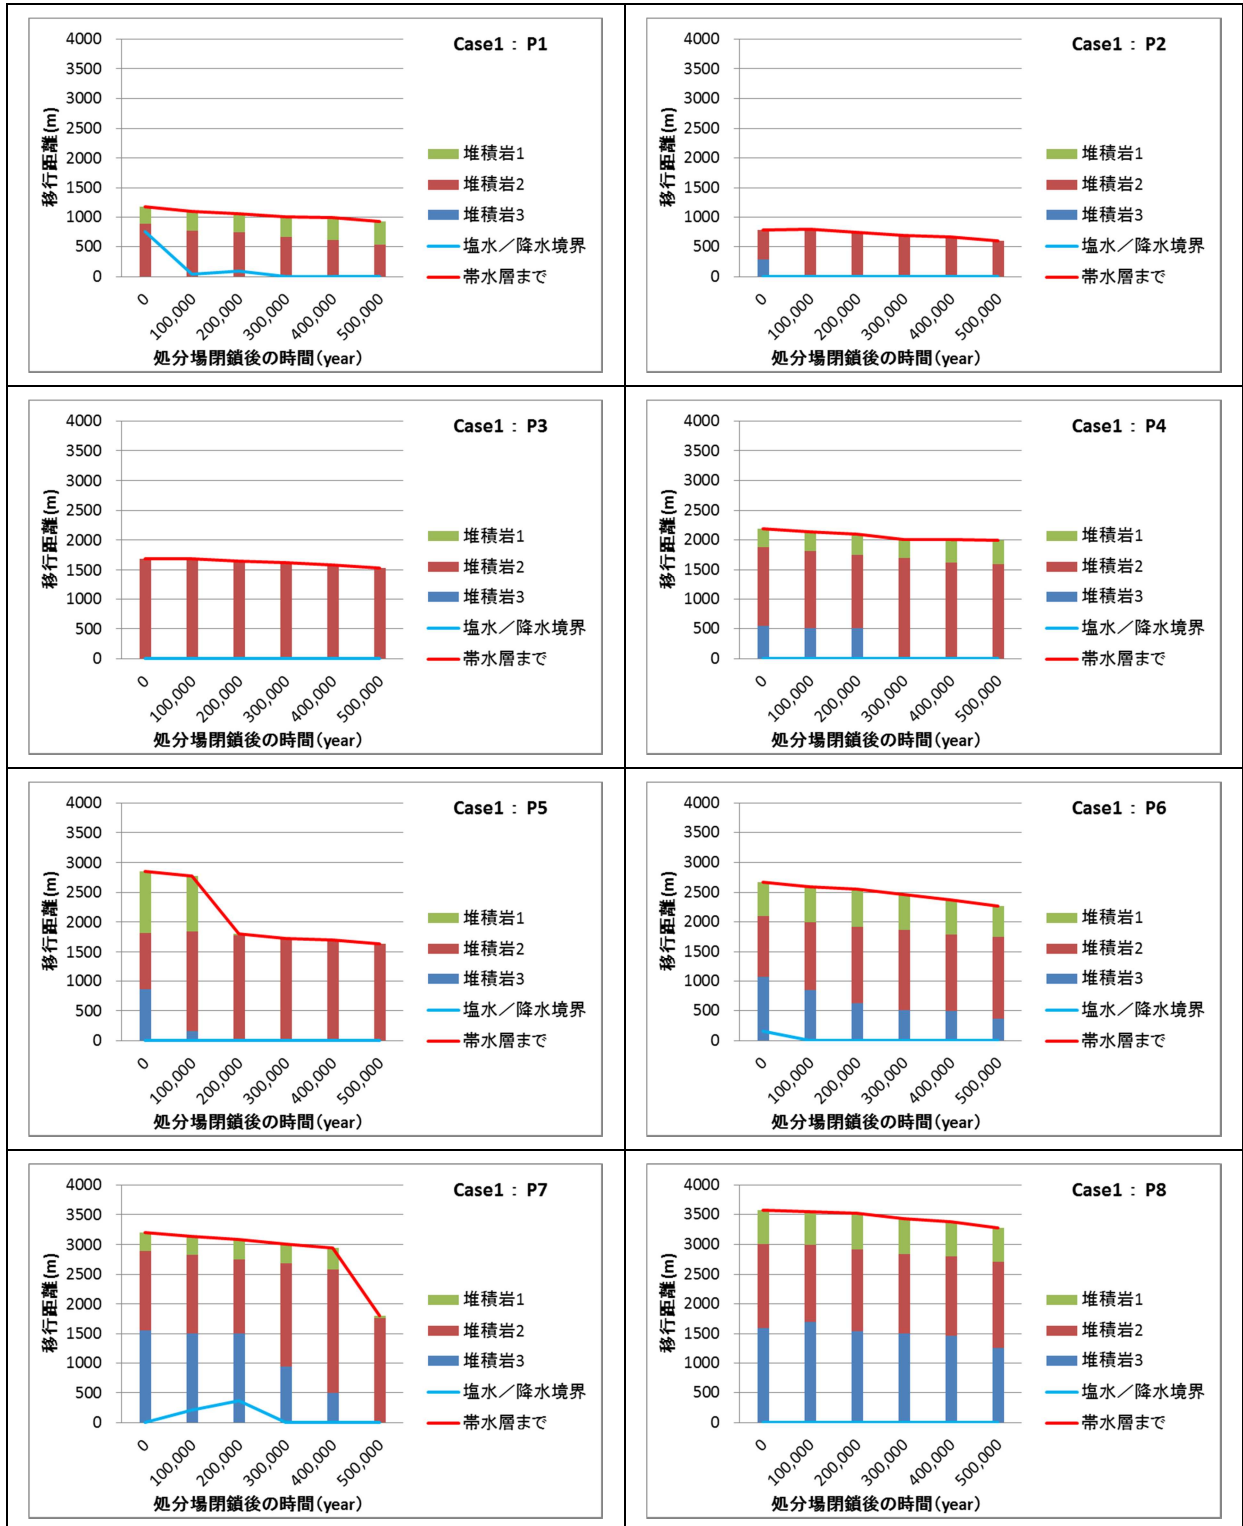 Case1 : P1
4000
3500
3000
2500
2000
1500
1000
500
0
移行距離(m)
0
100,000
200,000
300,000
400,000
500,000
処分場閉鎖後の時間(year)
堆積岩1
堆積岩2
堆積岩3
塩水／降水境界
帯水層まで
Case1 : P2
4000
3500
3000
2500
2000
1500
1000
500
0
移行距離(m)
0
100,000
200,000
300,000
400,000
500,000
処分場閉鎖後の時間(year)
堆積岩1
堆積岩2
堆積岩3
塩水／降水境界
帯水層まで
Case1 : P3
4000
3500
3000
2500
2000
1500
1000
500
0
移行距離(m)
0
100,000
200,000
300,000
400,000
500,000
処分場閉鎖後の時間(year)
堆積岩1
堆積岩2
堆積岩3
塩水／降水境界
帯水層まで
Case1 : P4
4000
3500
3000
2500
2000
1500
1000
500
0
移行距離(m)
0
100,000
200,000
300,000
400,000
500,000
処分場閉鎖後の時間(year)
堆積岩1
堆積岩2
堆積岩3
塩水／降水境界
帯水層まで
Case1 : P5
4000
3500
3000
2500
2000
1500
1000
500
0
移行距離(m)
0
100,000
200,000
300,000
400,000
500,000
処分場閉鎖後の時間(year)
堆積岩1
堆積岩2
堆積岩3
塩水／降水境界
帯水層まで
Case1 : P6
4000
3500
3000
2500
2000
1500
1000
500
0
移行距離(m)
0
100,000
200,000
300,000
400,000
500,000
処分場閉鎖後の時間(year)
堆積岩1
堆積岩2
堆積岩3
塩水／降水境界
帯水層まで
Case1 : P7
4000
3500
3000
2500
2000
1500
1000
500
0
移行距離(m)
0
100,000
200,000
300,000
400,000
500,000
処分場閉鎖後の時間(year)
堆積岩1
堆積岩2
堆積岩3
塩水／降水境界
帯水層まで
Case1 : P8
4000
3500
3000
2500
2000
1500
1000
500
0
移行距離(m)
0
100,000
200,000
300,000
400,000
500,000
処分場閉鎖後の時間(year)
堆積岩1
堆積岩2
堆積岩3
塩水／降水境界
帯水層まで